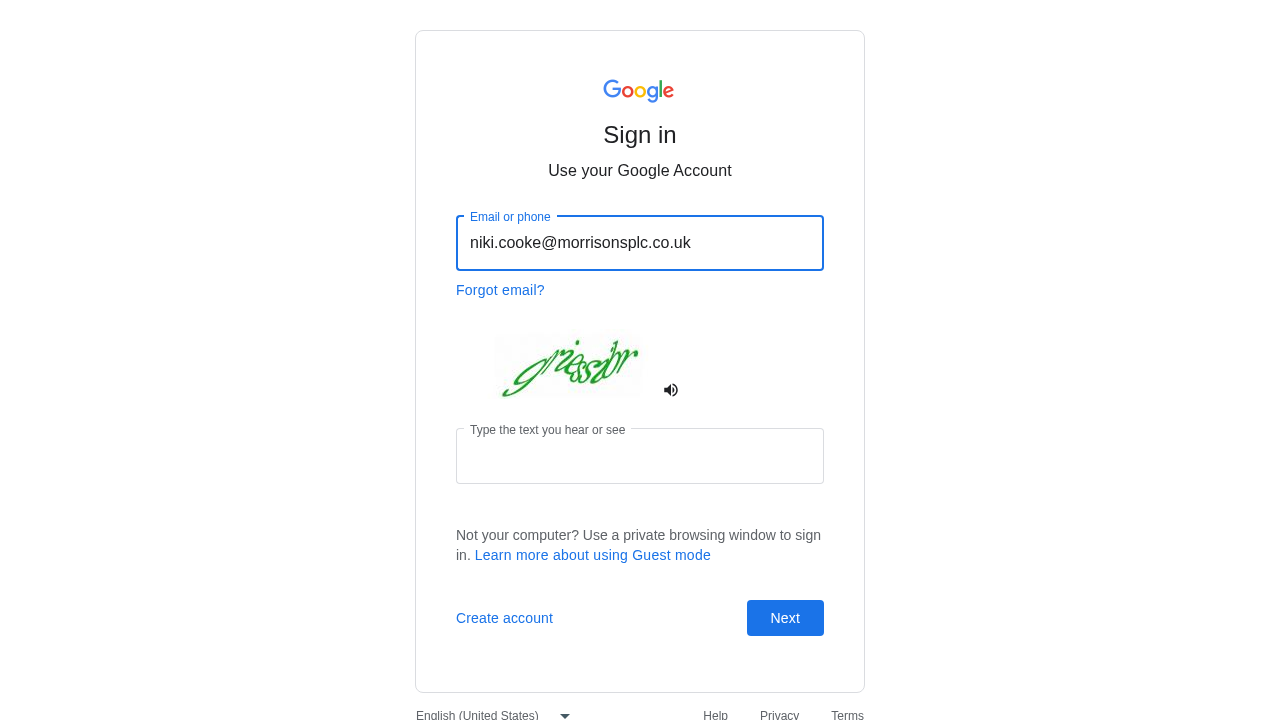 Google
Sign in
Use your Google Account
Email or phone
niki.cooke@morrisonsplc.co.uk
Forgot email?
Type the text you hear or see
Not your computer? Use a private browsing window to sign
in. Learn more about using Guest mode
Create account
Next
English (United States)
Help
Privacy
Terms